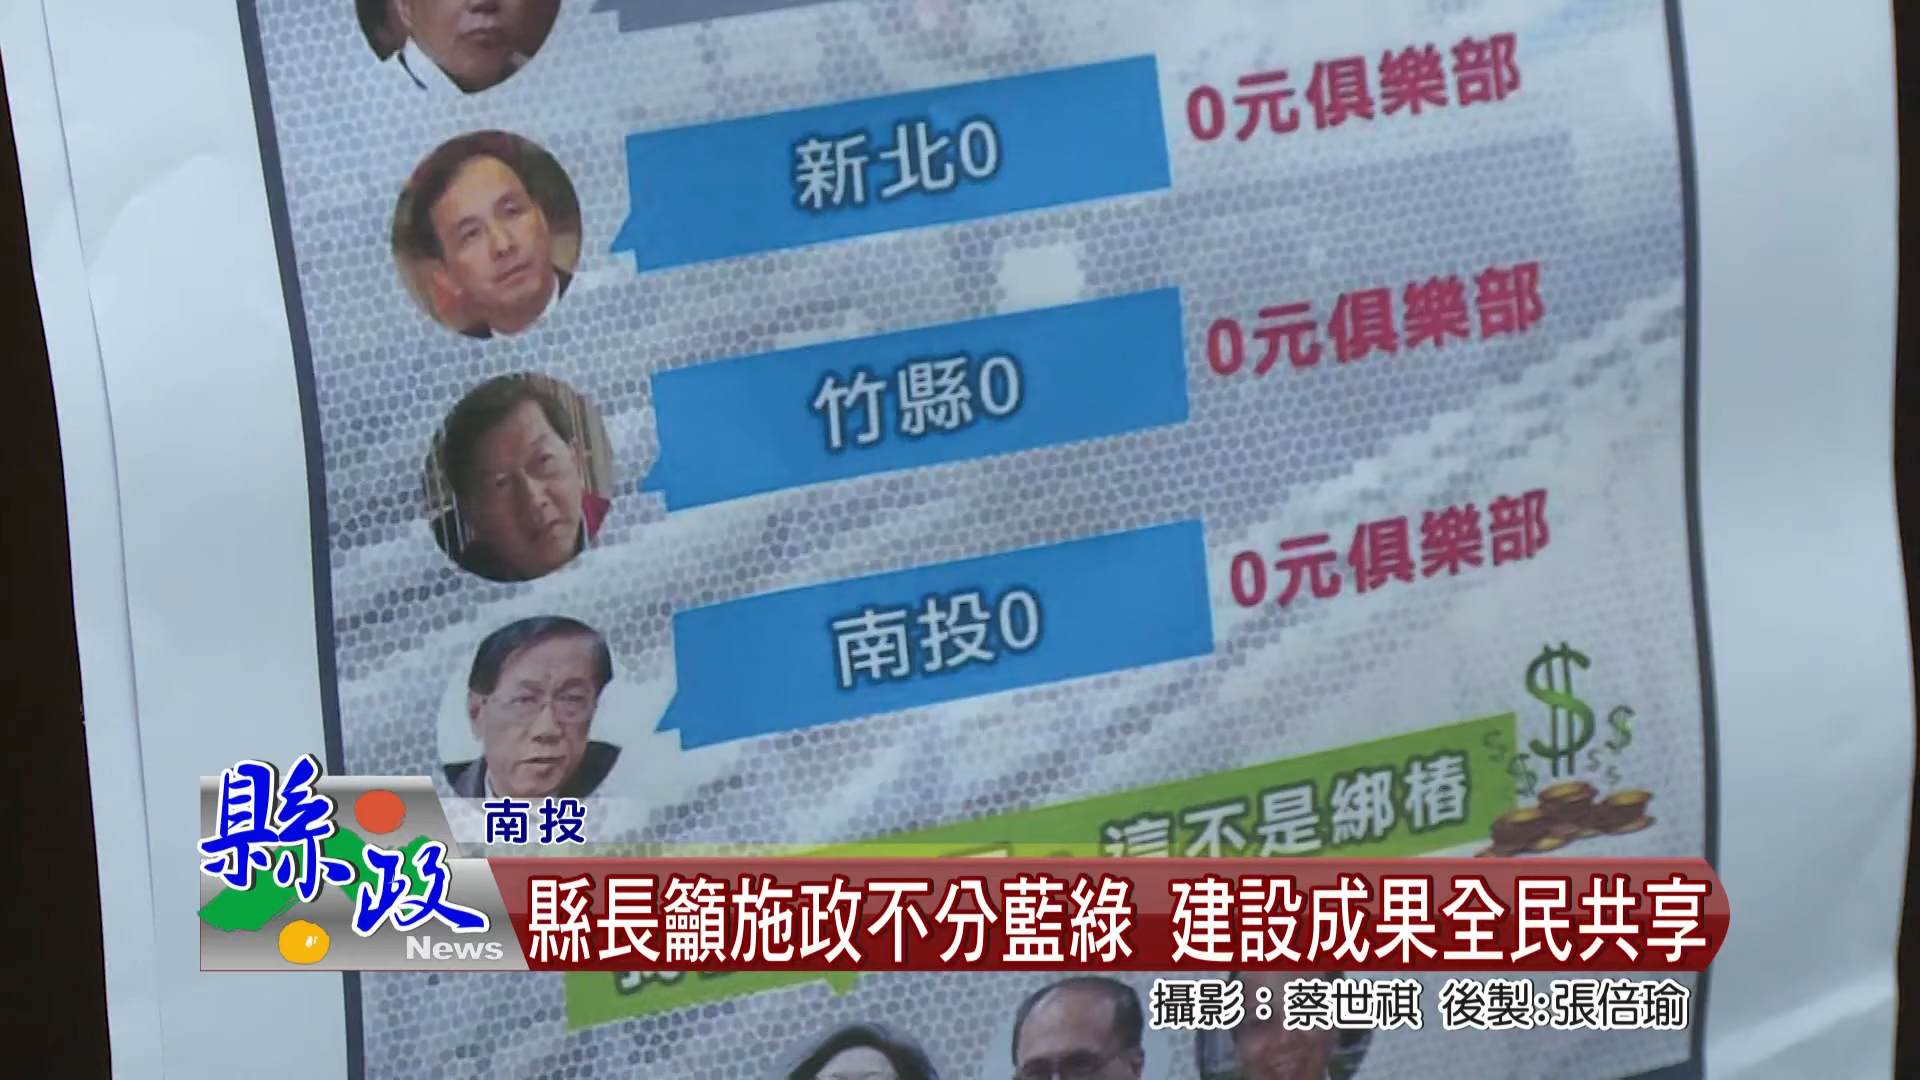 新北0
0元俱樂部
竹縣0
0元俱樂部
南投0
0元俱樂部
這不是綁樁
縣政
News
南投
縣長籲施政不分藍綠 建設成果全民共享
攝影：蔡世祺 後製:張倍瑜